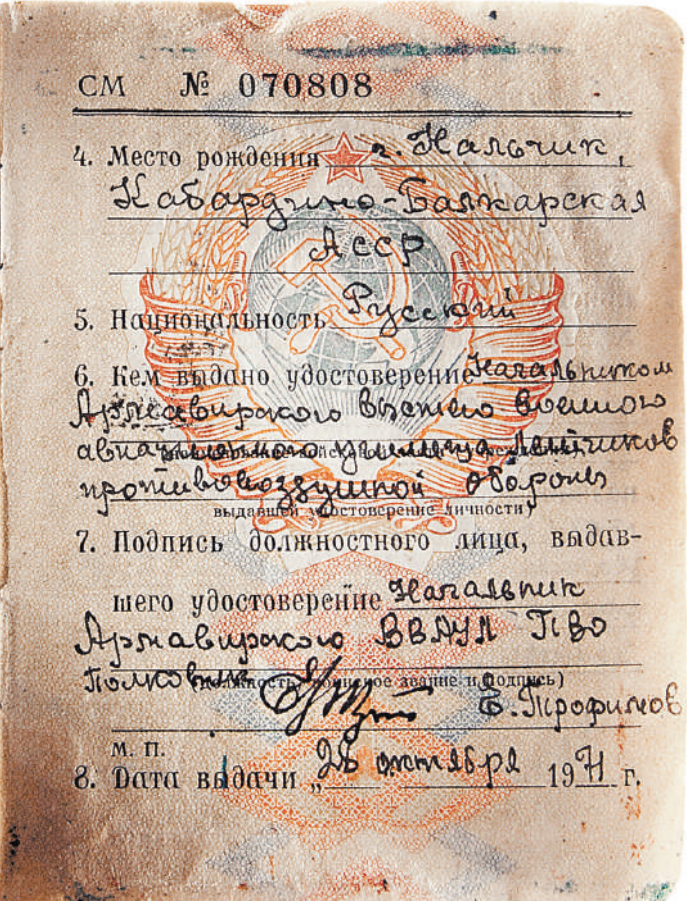 СМ № 070808
4. Место рождения г. Нальчик,
Кабардино-Балкарская
АССР
5. Национальность Русский
6. Кем выдано удостоверение Начальником
Армавирского высшего военного
авиационного училища летчиков
противовоздушной обороны
выдавшей удостоверение личности)
7. Подпись должностного лица, выдав-
шего удостоверение Начальник
Армавирского ВВАУЛ ПВО
Полковник
(должность, воинское звание и подпись)
Е. Трофимов
М. П.
8. Дата выдачи „ октября 1971 г.